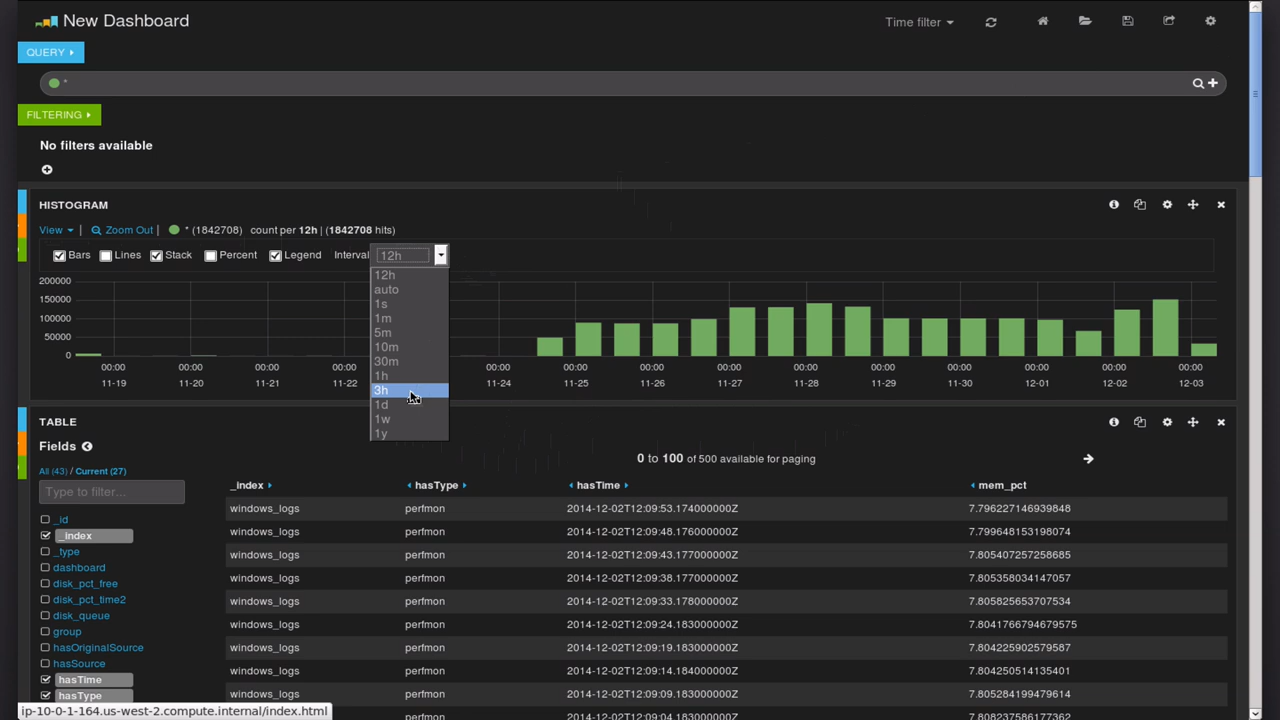 New Dashboard
Time filter
QUERY
*
FILTERING
No filters available
HISTOGRAM
View | Zoom Out | * (1842708) count per 12h | (1842708 hits)
Bars Lines Stack Percent Legend Interval 12h
12h
auto
1s
1m
5m
10m
30m
1h
3h
1d
1w
1y
200000
150000
100000
50000
0
00:00 00:00 00:00 00:00 00:00 00:00 00:00 00:00 00:00 00:00 00:00 00:00 00:00 00:00
11-19 11-20 11-21 11-22 11-24 11-25 11-26 11-27 11-28 11-29 11-30 12-01 12-02 12-03
TABLE
Fields
All (43) / Current (27)
Type to filter...
_id
_index
_type
dashboard
disk_pct_free
disk_pct_time2
disk_queue
group
hasOriginalSource
hasSource
hasTime
hasType
0 to 100 of 500 available for paging
_index hasType hasTime mem_pct
windows_logs perfmon 2014-12-02T12:09:53.174000000Z 7.796227146939848
windows_logs perfmon 2014-12-02T12:09:48.176000000Z 7.799648153198074
windows_logs perfmon 2014-12-02T12:09:43.177000000Z 7.805407257258685
windows_logs perfmon 2014-12-02T12:09:38.177000000Z 7.805358034147057
windows_logs perfmon 2014-12-02T12:09:33.178000000Z 7.805825653707534
windows_logs perfmon 2014-12-02T12:09:24.183000000Z 7.8041766794679575
windows_logs perfmon 2014-12-02T12:09:19.183000000Z 7.804225902579587
windows_logs perfmon 2014-12-02T12:09:14.184000000Z 7.804250514135401
windows_logs perfmon 2014-12-02T12:09:09.183000000Z 7.805284199479614
windows_logs perfmon 2014-12-02T12:09:04.183000000Z 7.808237586177362
ip-10-0-1-164.us-west-2.compute.internal/index.html